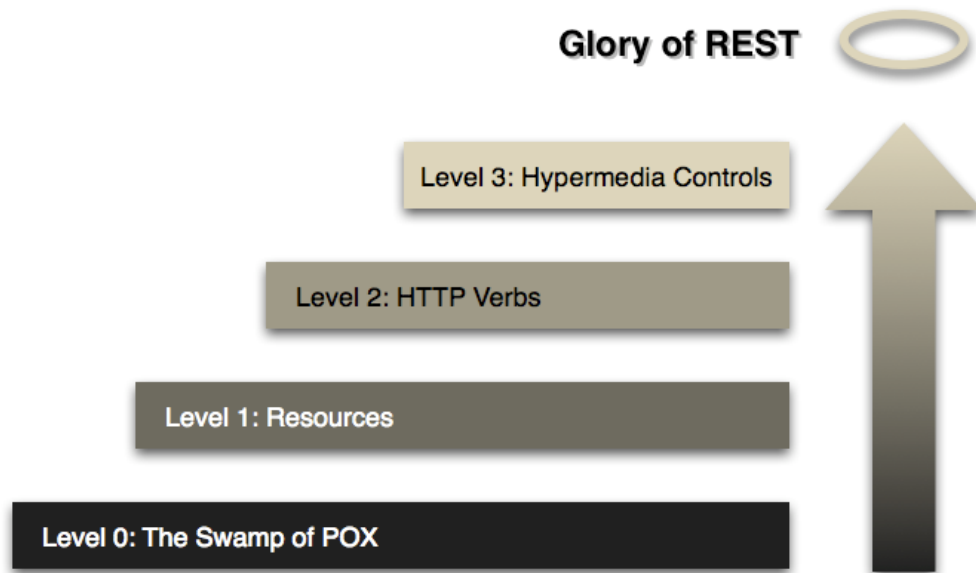 Glory of REST
Level 3: Hypermedia Controls
Level 2: HTTP Verbs
Level 1: Resources
Level 0: The Swamp of POX